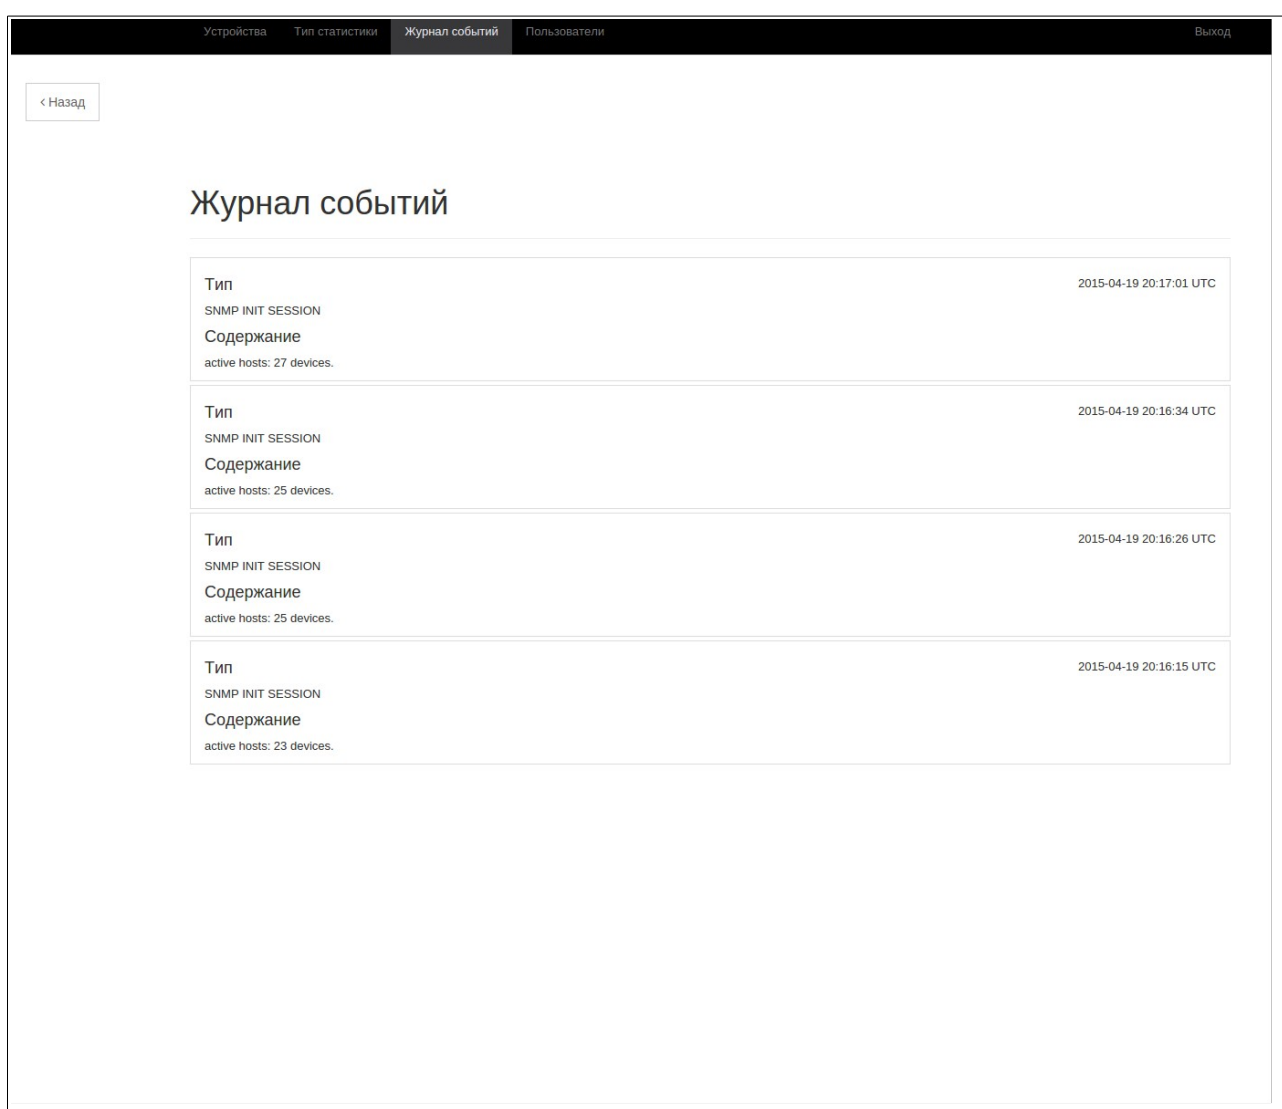 Устройства Тип статистики Журнал событий Пользователи Выход
‹ Назад
Журнал событий
Тип 2015-04-19 20:17:01 UTC
SNMP INIT SESSION
Содержание
active hosts: 27 devices.
Тип 2015-04-19 20:16:34 UTC
SNMP INIT SESSION
Содержание
active hosts: 25 devices.
Тип 2015-04-19 20:16:26 UTC
SNMP INIT SESSION
Содержание
active hosts: 25 devices.
Тип 2015-04-19 20:16:15 UTC
SNMP INIT SESSION
Содержание
active hosts: 23 devices.